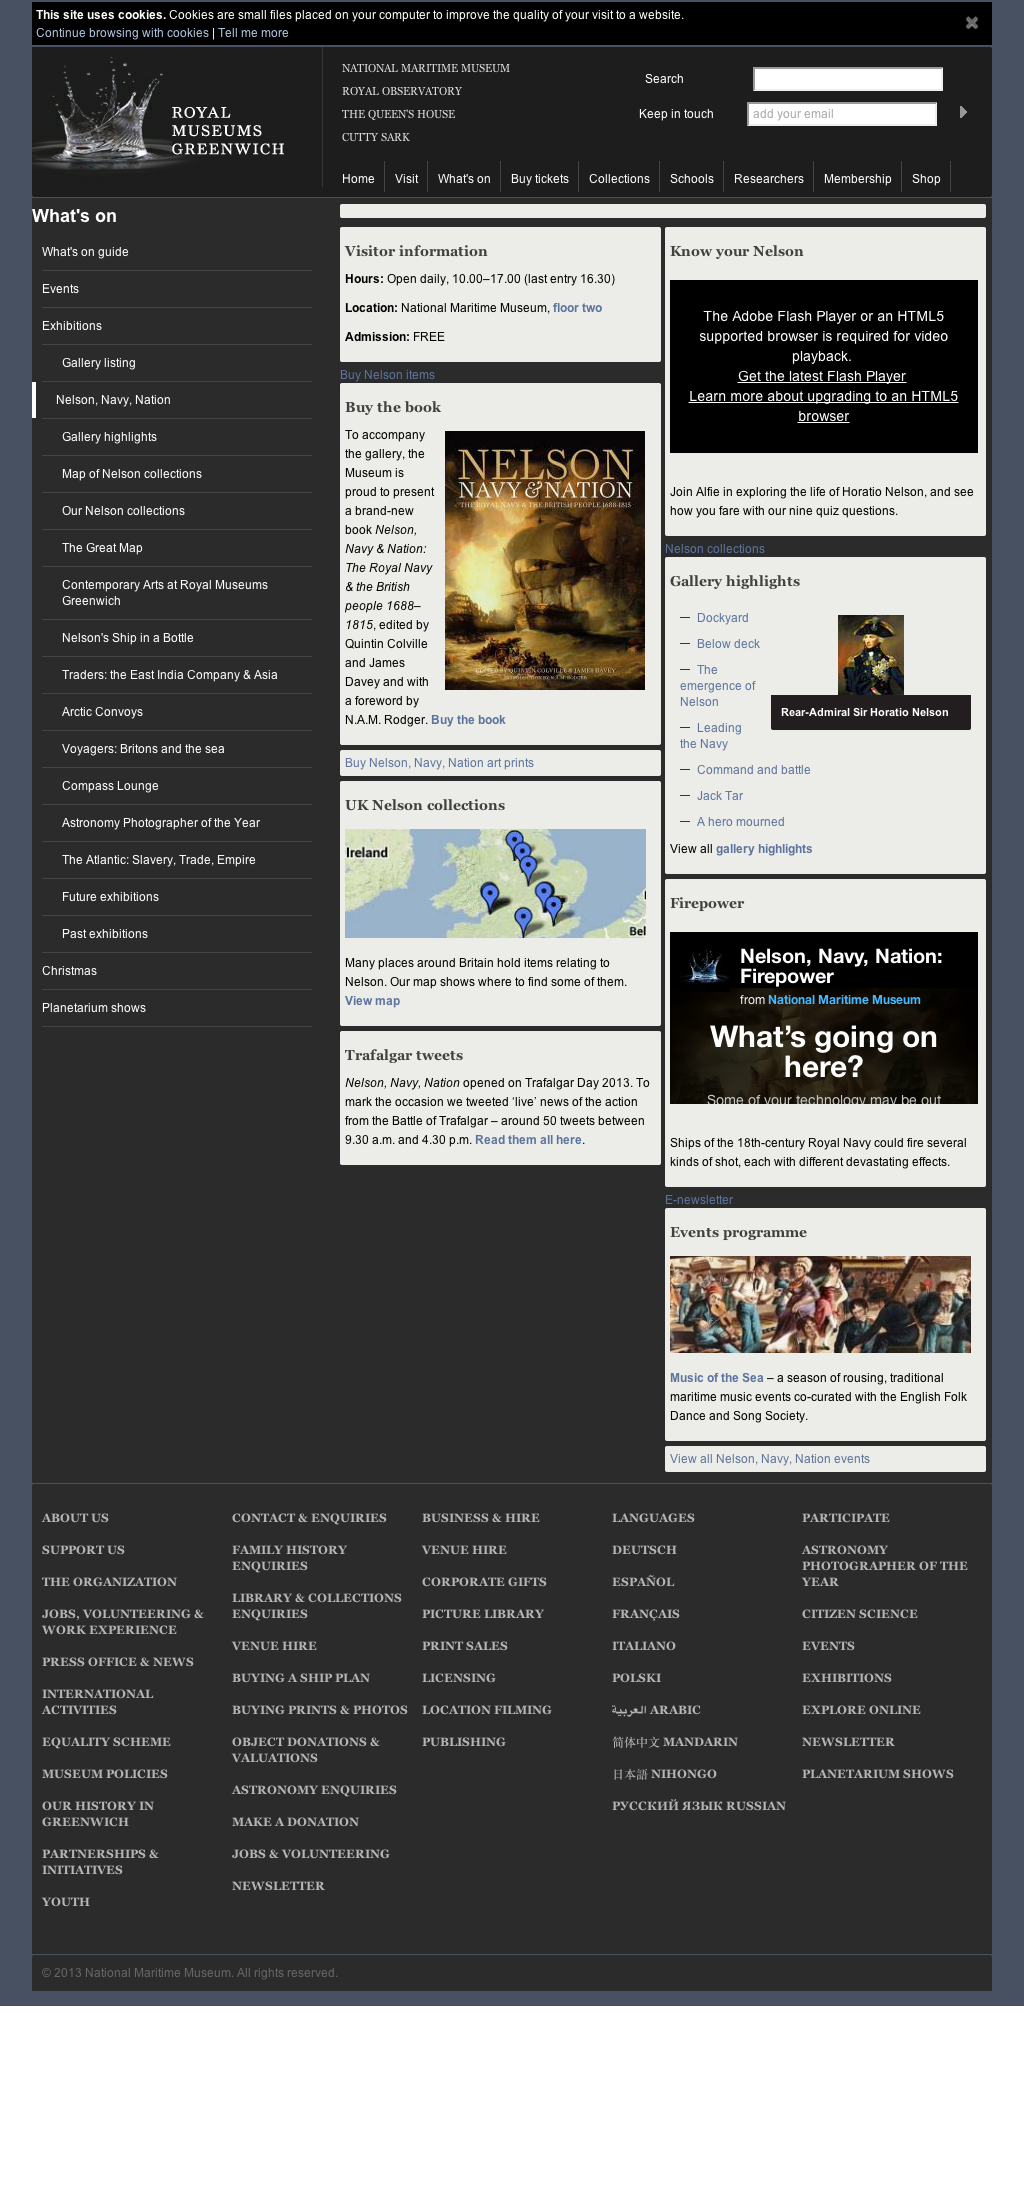 This site uses cookies. Cookies are small files placed on your computer to improve the quality of your visit to a website.
Continue browsing with cookies | Tell me more
ROYAL
MUSEUMS
GREENWICH
NATIONAL MARITIME MUSEUM
ROYAL OBSERVATORY
THE QUEEN'S HOUSE
CUTTY SARK
Search
Keep in touch
add your email
Home
Visit
What's on
Buy tickets
Collections
Schools
Researchers
Membership
Shop
What's on
What's on guide
Events
Exhibitions
Gallery listing
Nelson, Navy, Nation
Gallery highlights
Map of Nelson collections
Our Nelson collections
The Great Map
Contemporary Arts at Royal Museums
Greenwich
Nelson's Ship in a Bottle
Traders: the East India Company & Asia
Arctic Convoys
Voyagers: Britons and the sea
Compass Lounge
Astronomy Photographer of the Year
The Atlantic: Slavery, Trade, Empire
Future exhibitions
Past exhibitions
Christmas
Planetarium shows
Visitor information
Hours: Open daily, 10.00–17.00 (last entry 16.30)
Location: National Maritime Museum, floor two
Admission: FREE
Buy Nelson items
Buy the book
To accompany
the gallery, the
Museum is
proud to present
a brand-new
book Nelson,
Navy & Nation:
The Royal Navy
& the British
people 1688–
1815, edited by
Quintin Colville
and James
Davey and with
a foreword by
N.A.M. Rodger. Buy the book
NELSON
NAVY & NATION
THE ROYAL NAVY & THE BRITISH PEOPLE 1688-1815
EDITED BY QUINTIN COLVILLE & JAMES DAVEY
Buy Nelson, Navy, Nation art prints
UK Nelson collections
Ireland
Bel
Many places around Britain hold items relating to
Nelson. Our map shows where to find some of them.
View map
Trafalgar tweets
Nelson, Navy, Nation opened on Trafalgar Day 2013. To
mark the occasion we tweeted ‘live’ news of the action
from the Battle of Trafalgar – around 50 tweets between
9.30 a.m. and 4.30 p.m. Read them all here.
Know your Nelson
The Adobe Flash Player or an HTML5
supported browser is required for video
playback.
Get the latest Flash Player
Learn more about upgrading to an HTML5
browser
Join Alfie in exploring the life of Horatio Nelson, and see
how you fare with our nine quiz questions.
Nelson collections
Gallery highlights
— Dockyard
— Below deck
— The
emergence of
Nelson
— Leading
the Navy
— Command and battle
— Jack Tar
— A hero mourned
Rear-Admiral Sir Horatio Nelson
View all gallery highlights
Firepower
Nelson, Navy, Nation:
Firepower
from National Maritime Museum
What’s going on
here?
Some of your technology may be out
Ships of the 18th-century Royal Navy could fire several
kinds of shot, each with different devastating effects.
E-newsletter
Events programme
Music of the Sea – a season of rousing, traditional
maritime music events co-curated with the English Folk
Dance and Song Society.
View all Nelson, Navy, Nation events
ABOUT US
SUPPORT US
THE ORGANIZATION
JOBS, VOLUNTEERING &
WORK EXPERIENCE
PRESS OFFICE & NEWS
INTERNATIONAL
ACTIVITIES
EQUALITY SCHEME
MUSEUM POLICIES
OUR HISTORY IN
GREENWICH
PARTNERSHIPS &
INITIATIVES
YOUTH
CONTACT & ENQUIRIES
FAMILY HISTORY
ENQUIRIES
LIBRARY & COLLECTIONS
ENQUIRIES
VENUE HIRE
BUYING A SHIP PLAN
BUYING PRINTS & PHOTOS
OBJECT DONATIONS &
VALUATIONS
ASTRONOMY ENQUIRIES
MAKE A DONATION
JOBS & VOLUNTEERING
NEWSLETTER
BUSINESS & HIRE
VENUE HIRE
CORPORATE GIFTS
PICTURE LIBRARY
PRINT SALES
LICENSING
LOCATION FILMING
PUBLISHING
LANGUAGES
DEUTSCH
ESPAÑOL
FRANÇAIS
ITALIANO
POLSKI
العربية ARABIC
简体中文 MANDARIN
日本語 NIHONGO
РУССКИЙ ЯЗЫК RUSSIAN
PARTICIPATE
ASTRONOMY
PHOTOGRAPHER OF THE
YEAR
CITIZEN SCIENCE
EVENTS
EXHIBITIONS
EXPLORE ONLINE
NEWSLETTER
PLANETARIUM SHOWS
© 2013 National Maritime Museum. All rights reserved.